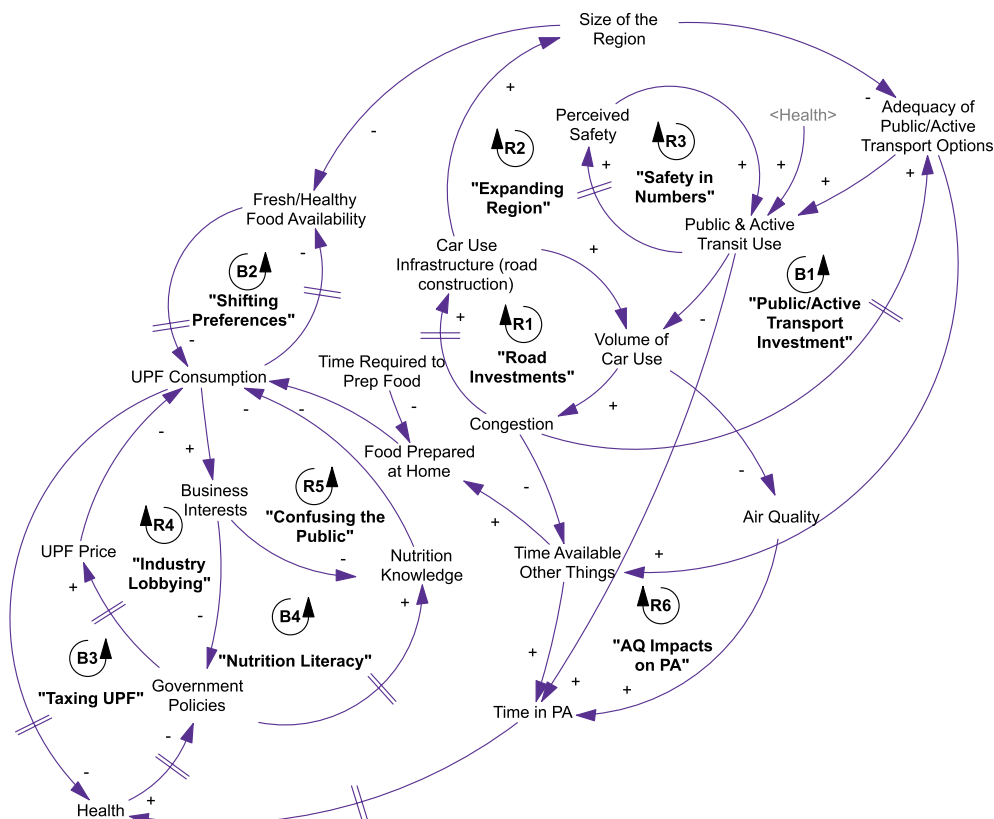 Size of the
Region
Adequacy of
Public/Active
Transport Options
-
+
-
Perceived
Safety
<Health>
R2
R3
+
+
+
+
+
"Expanding
Region"
"Safety in
Numbers"
Fresh/Healthy
Food Availability
Public & Active
Transit Use
Car Use
Infrastructure (road
construction)
+
-
B2
B1
"Shifting
Preferences"
"Public/Active
Transport
Investment"
+
R1
-
"Road
Investments"
Volume of
Car Use
-
UPF Consumption
Time Required to
Prep Food
-
-
-
+
Congestion
-
+
Food Prepared
at Home
-
R5
-
Business
Interests
"Confusing the
Public"
+
R4
Air Quality
UPF Price
"Industry
Lobbying"
-
Nutrition
Knowledge
Time Available
Other Things
+
+
+
-
B4
R6
B3
"Nutrition Literacy"
"AQ Impacts
on PA"
+
"Taxing UPF"
Government
Policies
+
+
Time in PA
-
-
+
Health